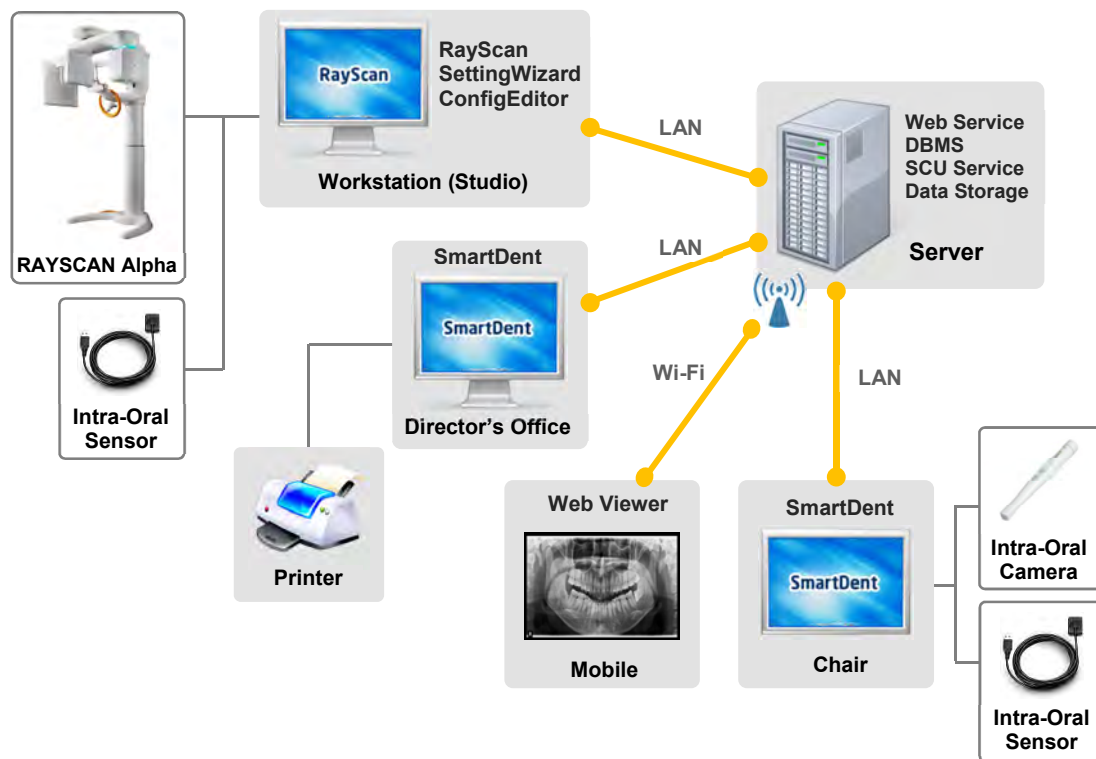 RayScan
RayScan
SettingWizard
ConfigEditor
Workstation (Studio)
RAYSCAN Alpha
LAN
Web Service
DBMS
SCU Service
Data Storage
Server
SmartDent
SmartDent
Director's Office
LAN
Intra-Oral
Sensor
Wi-Fi
LAN
Printer
Web Viewer
Mobile
SmartDent
SmartDent
Chair
Intra-Oral
Camera
Intra-Oral
Sensor